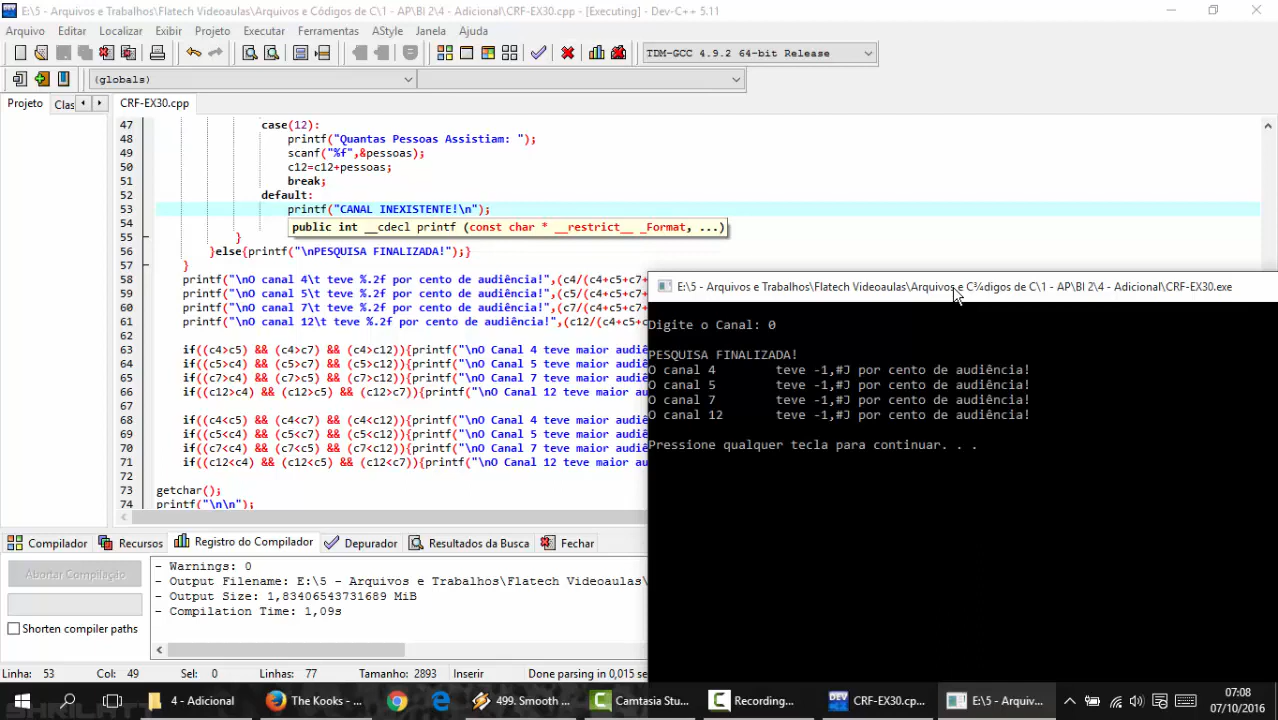 E:\5 - Arquivos e Trabalhos\Flatech Videoaulas\Arquivos e Códigos de C\1 - AP\BI 2\4 - Adicional\CRF-EX30.cpp - [Executing] - Dev-C++ 5.11
Arquivo Editar Localizar Exibir Projeto Executar Ferramentas AStyle Janela Ajuda
TDM-GCC 4.9.2 64-bit Release
(globals)
Projeto Clas CRF-EX30.cpp
47 case(12):
48 printf("Quantas Pessoas Assistiam: ");
49 scanf("%f",&pessoas);
50 c12=c12+pessoas;
51 break;
52 default:
53 printf("CANAL INEXISTENTE!\n");
54 public int __cdecl printf (const char * __restrict__ _Format, ...)
55 }
56 }else{printf("\nPESQUISA FINALIZADA!");}
57 }
58 printf("\nO canal 4\t teve %.2f por cento de audiência!",(c4/(c4+c5+c7+
59 printf("\nO canal 5\t teve %.2f por cento de audiência!",(c5/(c4+c5+c7+
60 printf("\nO canal 7\t teve %.2f por cento de audiência!",(c7/(c4+c5+c7+
61 printf("\nO canal 12\t teve %.2f por cento de audiência!",(c12/(c4+c5+c
62
63 if((c4>c5) && (c4>c7) && (c4>c12)){printf("\nO Canal 4 teve maior audiê
64 if((c5>c4) && (c5>c7) && (c5>c12)){printf("\nO Canal 5 teve maior audiê
65 if((c7>c4) && (c7>c5) && (c7>c12)){printf("\nO Canal 7 teve maior audiê
66 if((c12>c4) && (c12>c5) && (c12>c7)){printf("\nO Canal 12 teve maior au
67
68 if((c4<c5) && (c4<c7) && (c4<c12)){printf("\nO Canal 4 teve menor audiê
69 if((c5<c4) && (c5<c7) && (c5<c12)){printf("\nO Canal 5 teve menor audiê
70 if((c7<c4) && (c7<c5) && (c7<c12)){printf("\nO Canal 7 teve menor audiê
71 if((c12<c4) && (c12<c5) && (c12<c7)){printf("\nO Canal 12 teve maior au
72
73 getchar();
74 printf("\n\n");
E:\5 - Arquivos e Trabalhos\Flatech Videoaulas\Arquivos e C¾digos de C\1 - AP\BI 2\4 - Adicional\CRF-EX30.exe
Digite o Canal: 0
PESQUISA FINALIZADA!
O canal 4 teve -1,#J por cento de audiência!
O canal 5 teve -1,#J por cento de audiência!
O canal 7 teve -1,#J por cento de audiência!
O canal 12 teve -1,#J por cento de audiência!
Pressione qualquer tecla para continuar. . .
Compilador Recursos Registro do Compilador Depurador Resultados da Busca Fechar
Abortar Compilação
Shorten compiler paths
- Warnings: 0
- Output Filename: E:\5 - Arquivos e Trabalhos\Flatech Videoaulas\
- Output Size: 1,83406543731689 MiB
- Compilation Time: 1,09s
Linha: 53 Col: 49 Sel: 0 Linhas: 77 Tamanho: 2893 Inserir Done parsing in 0,015 se
4 - Adicional The Kooks - ... 499. Smooth ... Camtasia Stu... Recording... DEV CRF-EX30.cp... E:\5 - Arquiv... 07:08
07/10/2016